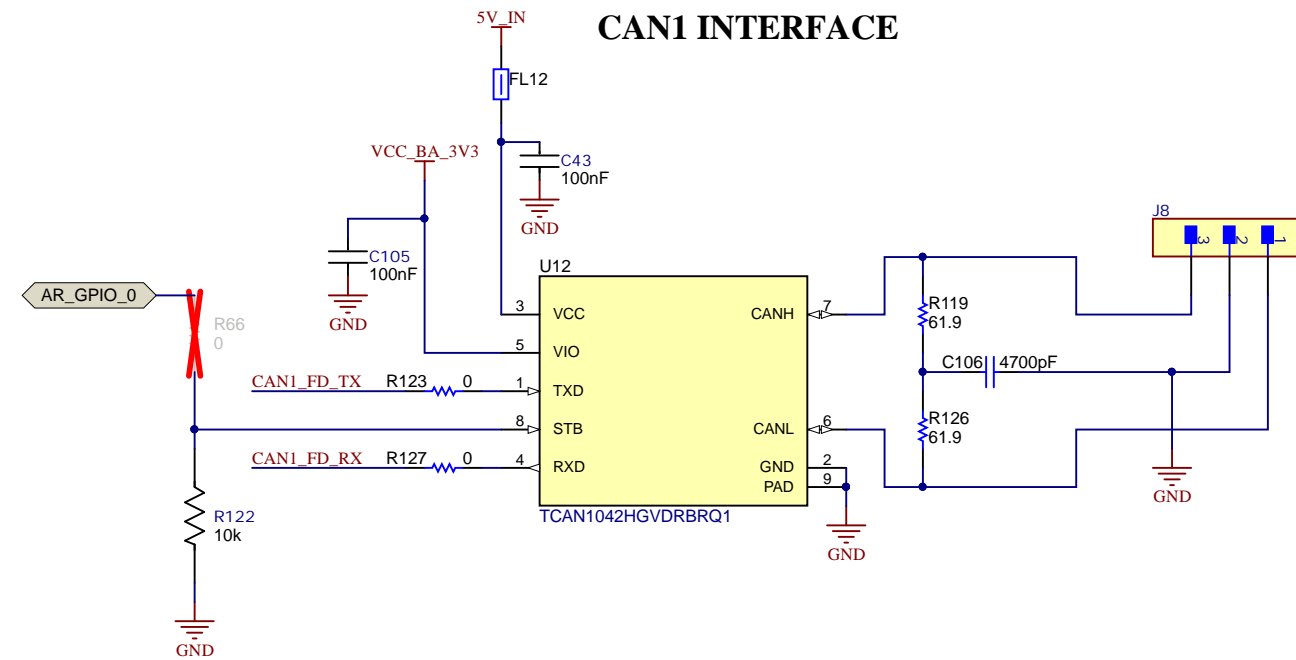 CAN1 INTERFACE
5V_IN
FL12
VCC_BA_3V3
C43
100nF
GND
J8
3 2 1
C105
100nF
GND
U12
AR_GPIO_0
R66
0
3 VCC
CANH 7
R119
61.9
5 VIO
C106 4700pF
CAN1_FD_TX R123 0 1 TXD
8 STB
CANL 6
R126
61.9
CAN1_FD_RX R127 0 4 RXD
GND 2
PAD 9
GND
TCAN1042HGVDRBRQ1
R122
10k
GND
GND